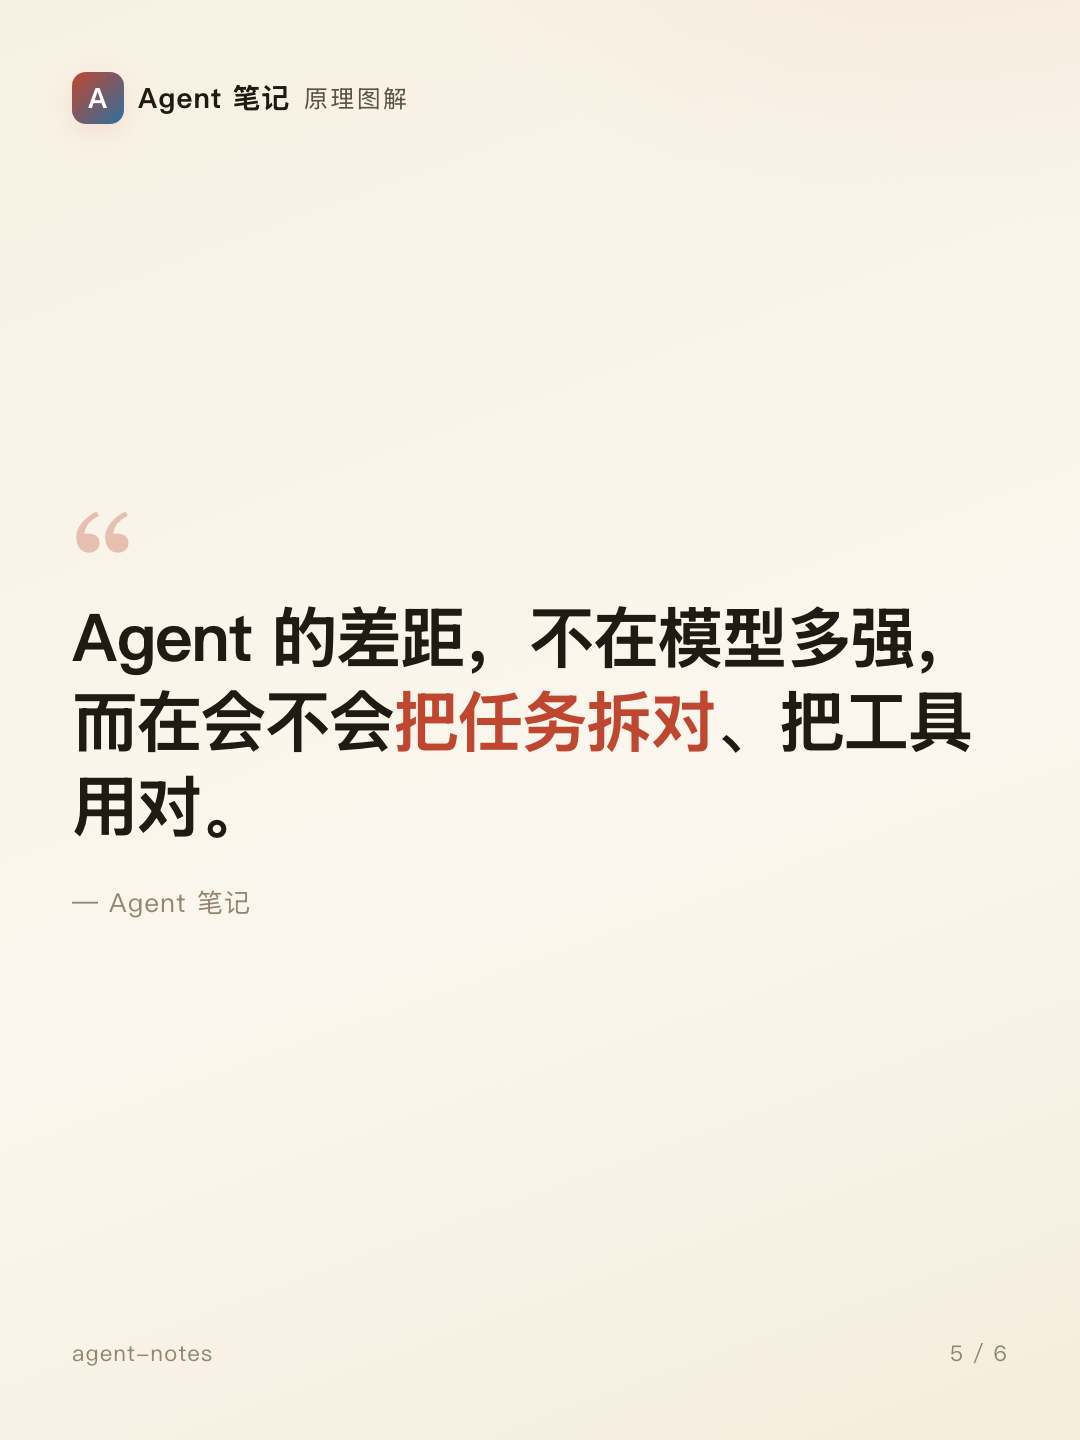 A Agent 笔记 原理图解
“
Agent 的差距，不在模型多强，
而在会不会把任务拆对、把工具
用对。
— Agent 笔记
agent-notes 5 / 6